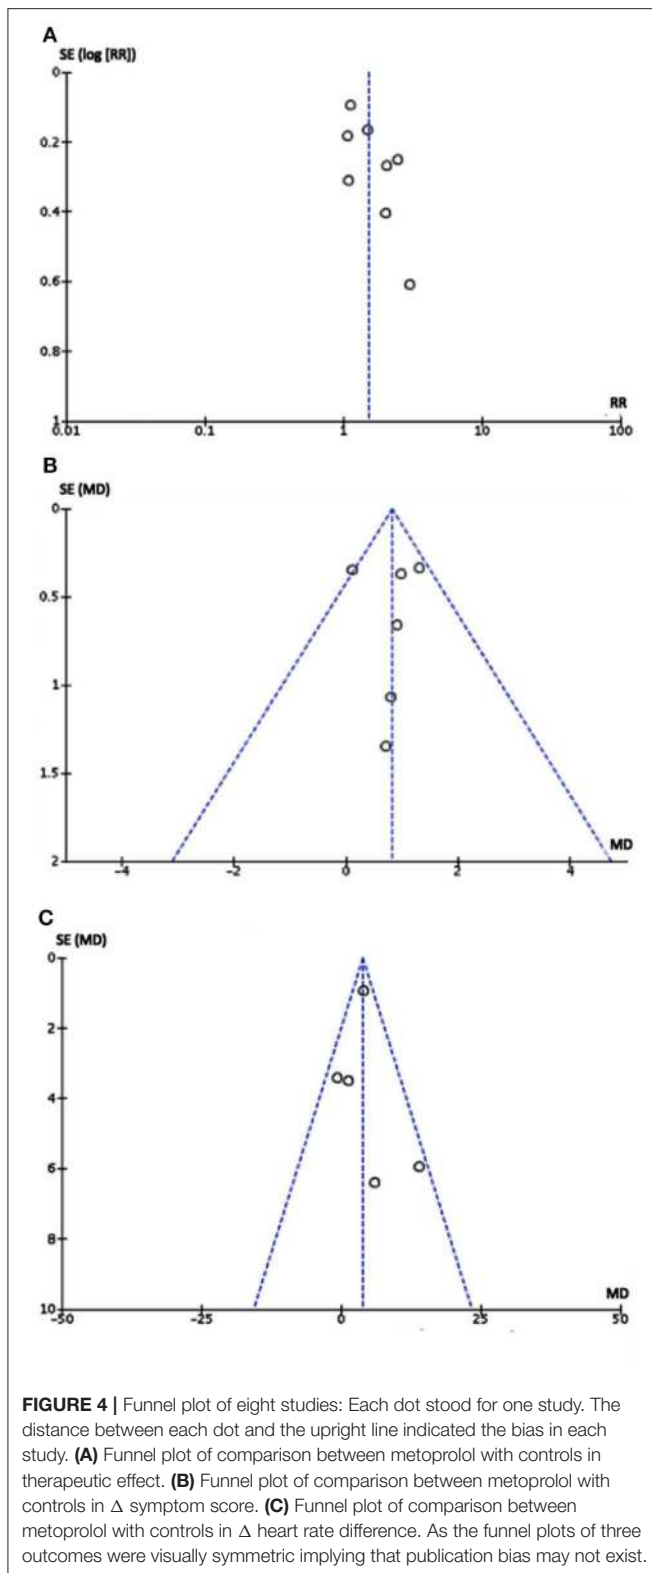 A
SE (log [RR])
0
0.2
0.4
0.6
0.8
1
RR
0.01 0.1 1 10 100
B
SE (MD)
0
0.5
1
1.5
2
MD
-4 -2 0 2 4
C
SE (MD)
0
2
4
6
8
10
MD
-50 -25 0 25 50
FIGURE 4 | Funnel plot of eight studies: Each dot stood for one study. The
distance between each dot and the upright line indicated the bias in each
study. (A) Funnel plot of comparison between metoprolol with controls in
therapeutic effect. (B) Funnel plot of comparison between metoprolol with
controls in Δ symptom score. (C) Funnel plot of comparison between
metoprolol with controls in Δ heart rate difference. As the funnel plots of three
outcomes were visually symmetric implying that publication bias may not exist.